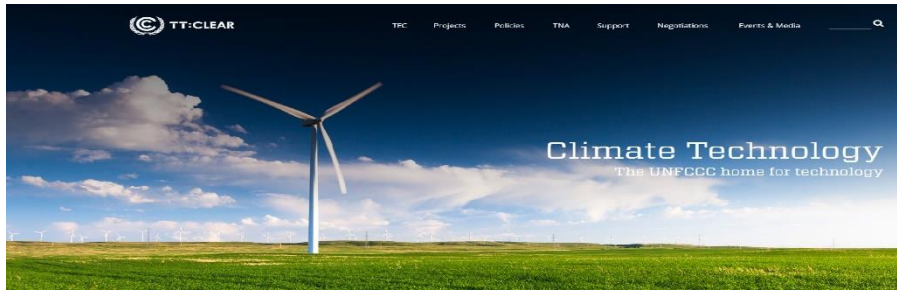 TT:CLEAR
TEC Projects Policies TNA Support Negotiations Events & Media
Climate Technology
The UNFCCC home for technology